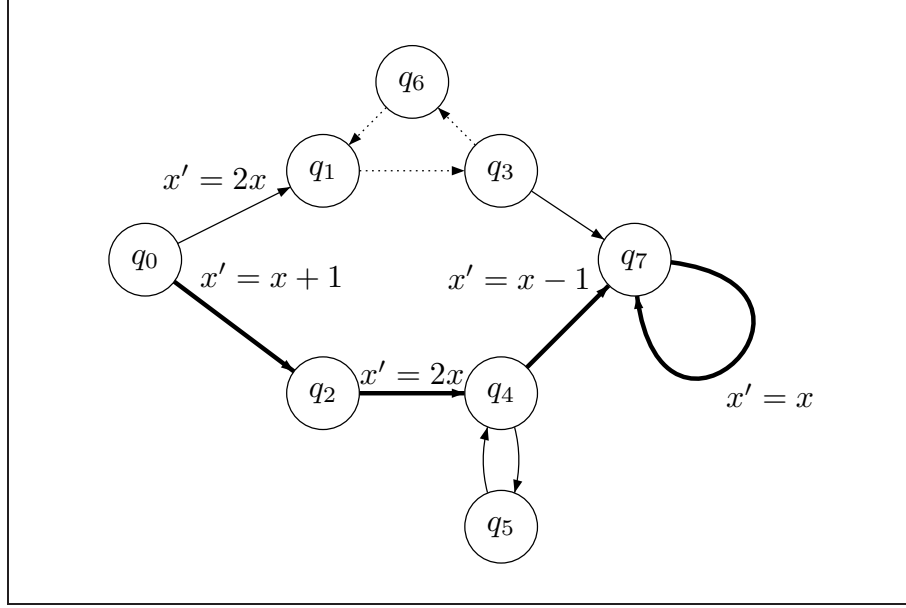 q6
x′ = 2x
q1
q3
q0
x′ = x + 1
x′ = x − 1
q7
q2
x′ = 2x
q4
x′ = x
q5